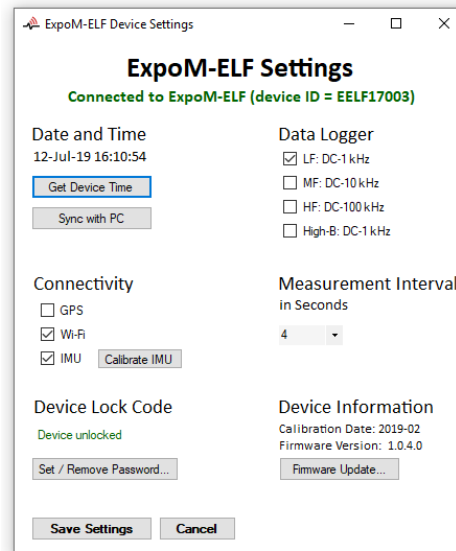 ExpoM-ELF Device Settings
ExpoM-ELF Settings
Connected to ExpoM-ELF (device ID = EELF17003)
Date and Time
12-Jul-19 16:10:54
Get Device Time
Sync with PC
Data Logger
LF: DC-1 kHz
MF: DC-10 kHz
HF: DC-100 kHz
High-B: DC-1 kHz
Connectivity
GPS
Wi-Fi
IMU
Calibrate IMU
Measurement Interval
in Seconds
4
Device Lock Code
Device unlocked
Set / Remove Password...
Device Information
Calibration Date: 2019-02
Firmware Version: 1.0.4.0
Firmware Update...
Save Settings
Cancel